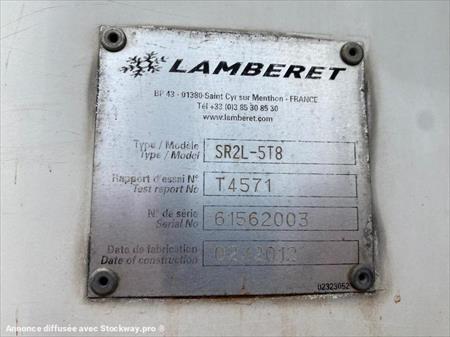 LAMBERET
BP 43 - 01380 Saint Cyr sur Menthon - FRANCE
Tél +33 (0)3 85 30 85 30
www.lamberet.com
Type / Modèle
Type / Model
SR2L-5T8
Rapport d'essai N°
Test report No
T4571
N° de série
Serial No
61562003
Date de fabrication
Date of construction
02323052
Annonce diffusée avec Stockway.pro ®